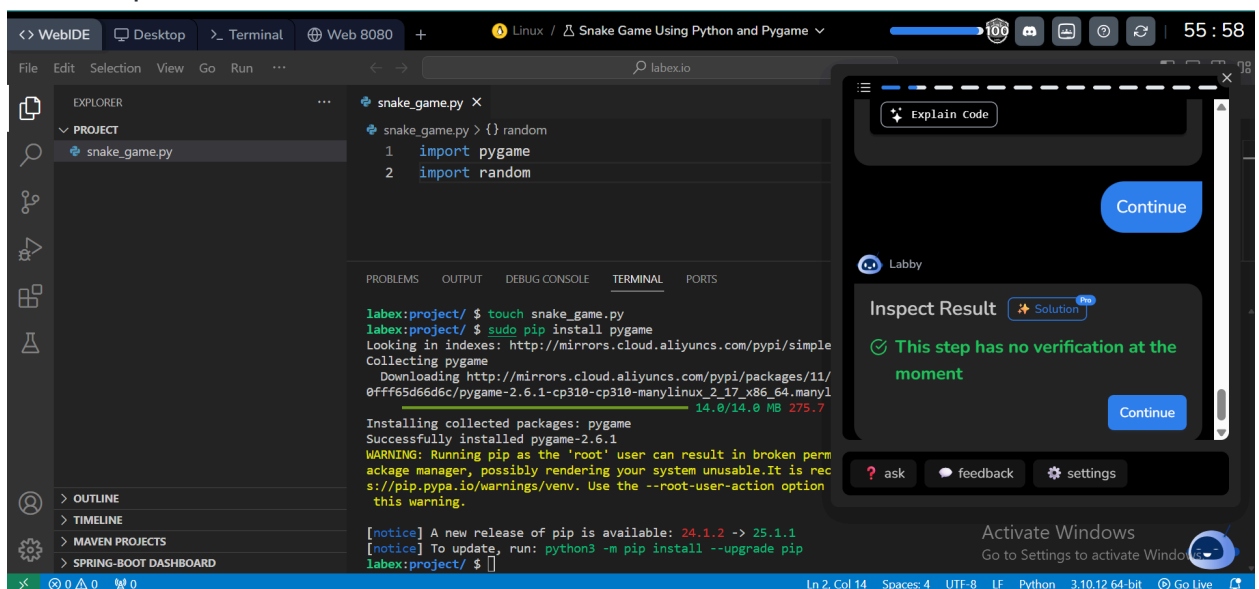 WebIDE Desktop Terminal Web 8080 + Linux / Snake Game Using Python and Pygame 100 55 : 58
File Edit Selection View Go Run ··· labex.io
EXPLORER ···
PROJECT
snake_game.py
OUTLINE
TIMELINE
MAVEN PROJECTS
SPRING-BOOT DASHBOARD
snake_game.py
snake_game.py > {} random
1 import pygame
2 import random
PROBLEMS OUTPUT DEBUG CONSOLE TERMINAL PORTS
labex:project/ $ touch snake_game.py
labex:project/ $ sudo pip install pygame
Looking in indexes: http://mirrors.cloud.aliyuncs.com/pypi/simple
Collecting pygame
Downloading http://mirrors.cloud.aliyuncs.com/pypi/packages/11/
0fff65d66d6c/pygame-2.6.1-cp310-cp310-manylinux_2_17_x86_64.manyl
14.0/14.0 MB 275.7
Installing collected packages: pygame
Successfully installed pygame-2.6.1
WARNING: Running pip as the 'root' user can result in broken perm
ackage manager, possibly rendering your system unusable.It is rec
s://pip.pypa.io/warnings/venv. Use the --root-user-action option
this warning.
[notice] A new release of pip is available: 24.1.2 -> 25.1.1
[notice] To update, run: python3 -m pip install --upgrade pip
labex:project/ $
Explain Code
Continue
Labby
Inspect Result Solution Pro
This step has no verification at the
moment
Continue
? ask feedback settings
Activate Windows
Go to Settings to activate Windo
0 0 0 Ln 2, Col 14 Spaces: 4 UTF-8 LF Python 3.10.12 64-bit Go Live